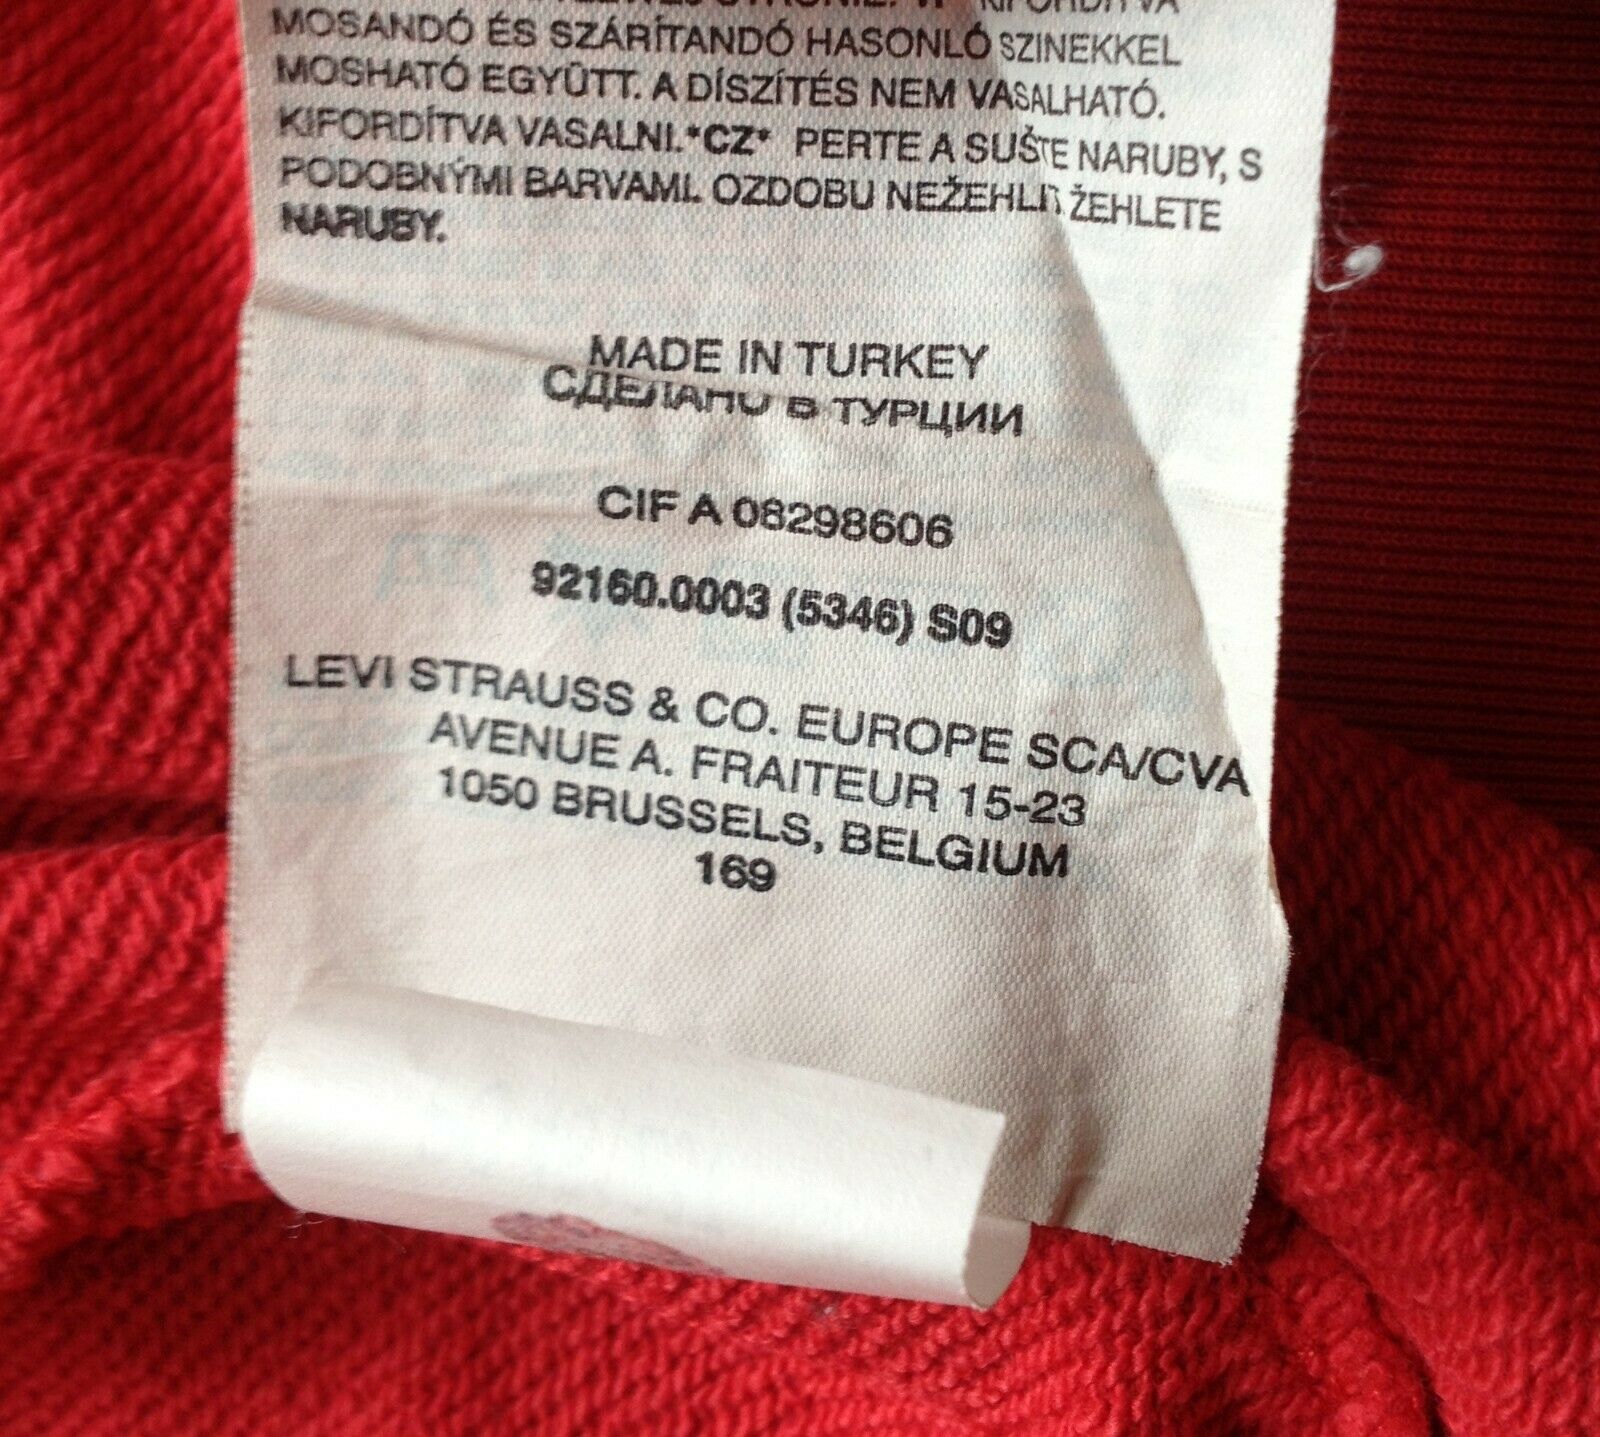 KIFORDÍTVA
MOSANDÓ ÉS SZÁRÍTANDÓ HASONLÓ SZINEKKEL
MOSHATÓ EGYÜTT. A DÍSZÍTÉS NEM VASALHATÓ.
KIFORDÍTVA VASALNI.*CZ* PERTE A SUŠTE NARUBY, S
PODOBNÝMI BARVAMI. OZDOBU NEŽEHLIT ŽEHLETE
NARUBY.
MADE IN TURKEY
СДЕЛАНО В ТУРЦИИ
CIF A 08298606
92160.0003 (5346) S09
LEVI STRAUSS & CO. EUROPE SCA/CVA
AVENUE A. FRAITEUR 15-23
1050 BRUSSELS, BELGIUM
169